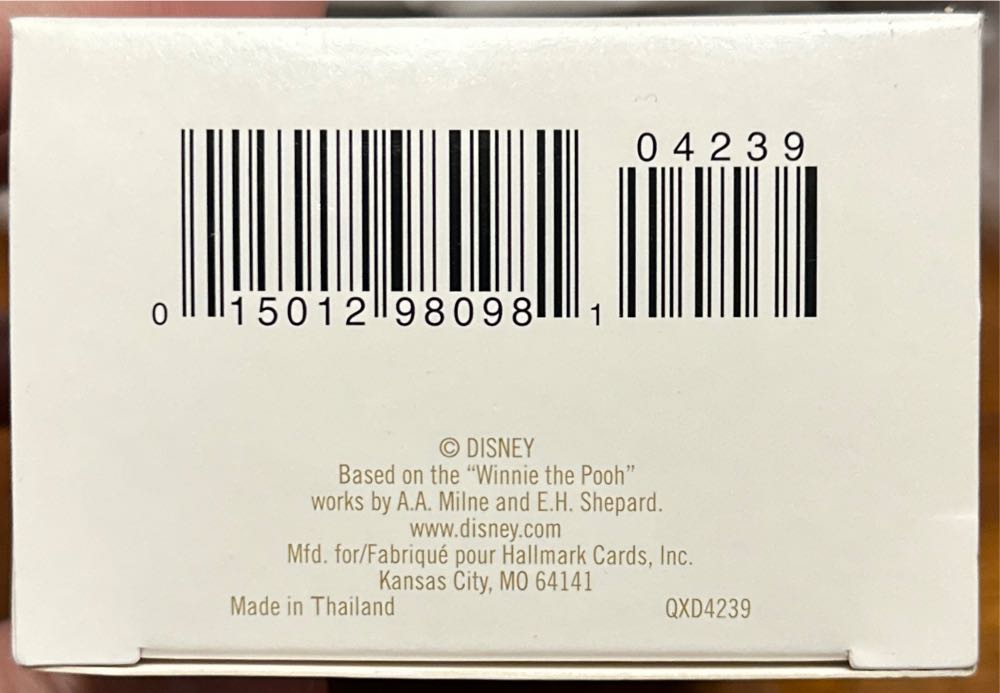 04239
0 15012 98098 1
© DISNEY
Based on the “Winnie the Pooh”
works by A.A. Milne and E.H. Shepard.
www.disney.com
Mfd. for/Fabriqué pour Hallmark Cards, Inc.
Kansas City, MO 64141
Made in Thailand QXD4239